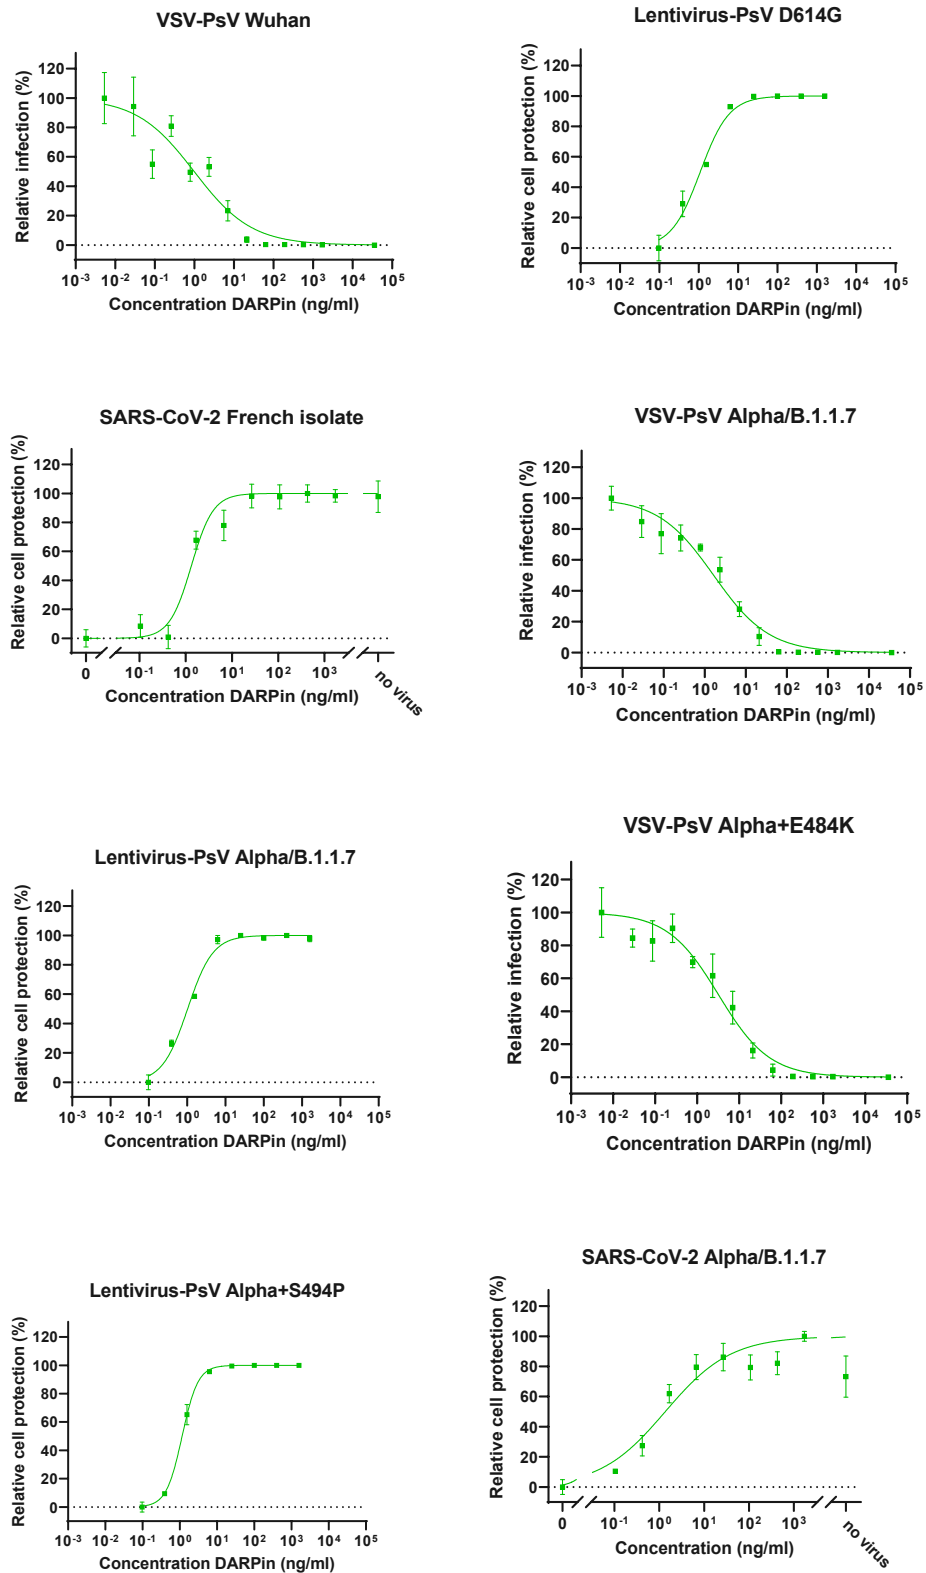 VSV-PsV Wuhan
Relative infection (%)
120
100
80
60
40
20
0
10-3 10-2 10-1 100 101 102 103 104 105
Concentration DARPin (ng/ml)
Lentivirus-PsV D614G
Relative cell protection (%)
120
100
80
60
40
20
0
10-3 10-2 10-1 100 101 102 103 104 105
Concentration DARPin (ng/ml)
SARS-CoV-2 French isolate
Relative cell protection (%)
120
100
80
60
40
20
0
0 10-1 100 101 102 103 no virus
Concentration DARPin (ng/ml)
VSV-PsV Alpha/B.1.1.7
Relative infection (%)
120
100
80
60
40
20
0
10-3 10-2 10-1 100 101 102 103 104 105
Concentration DARPin (ng/ml)
Lentivirus-PsV Alpha/B.1.1.7
Relative cell protection (%)
120
100
80
60
40
20
0
10-3 10-2 10-1 100 101 102 103 104 105
Concentration DARPin (ng/ml)
VSV-PsV Alpha+E484K
Relative infection (%)
120
100
80
60
40
20
0
10-3 10-2 10-1 100 101 102 103 104 105
Concentration DARPin (ng/ml)
Lentivirus-PsV Alpha+S494P
Relative cell protection (%)
120
100
80
60
40
20
0
10-3 10-2 10-1 100 101 102 103 104 105
Concentration DARPin (ng/ml)
SARS-CoV-2 Alpha/B.1.1.7
Relative cell protection (%)
120
100
80
60
40
20
0
0 10-1 100 101 102 103 no virus
Concentration (ng/ml)